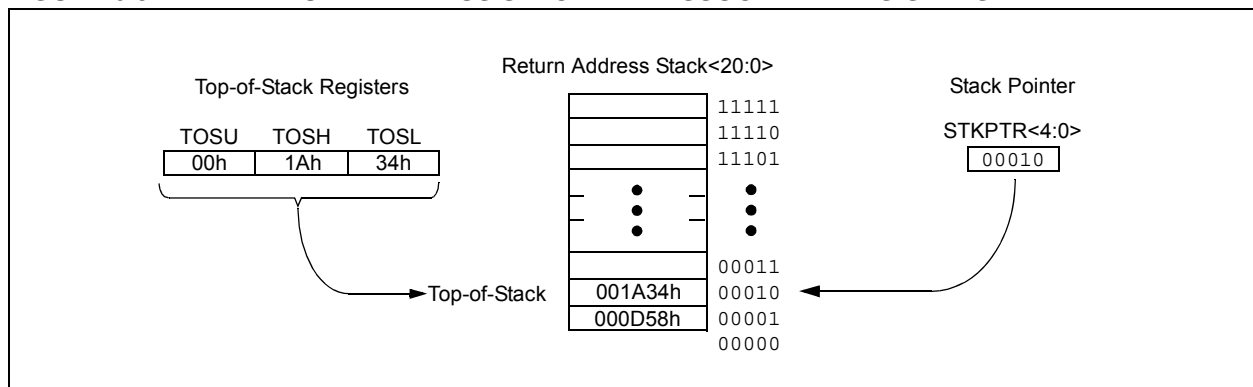 Return Address Stack<20:0>
Top-of-Stack Registers
Stack Pointer
TOSU TOSH TOSL
STKPTR<4:0>
00h 1Ah 34h
00010
11111
11110
11101
00011
Top-of-Stack 001A34h 00010
000D58h 00001
00000